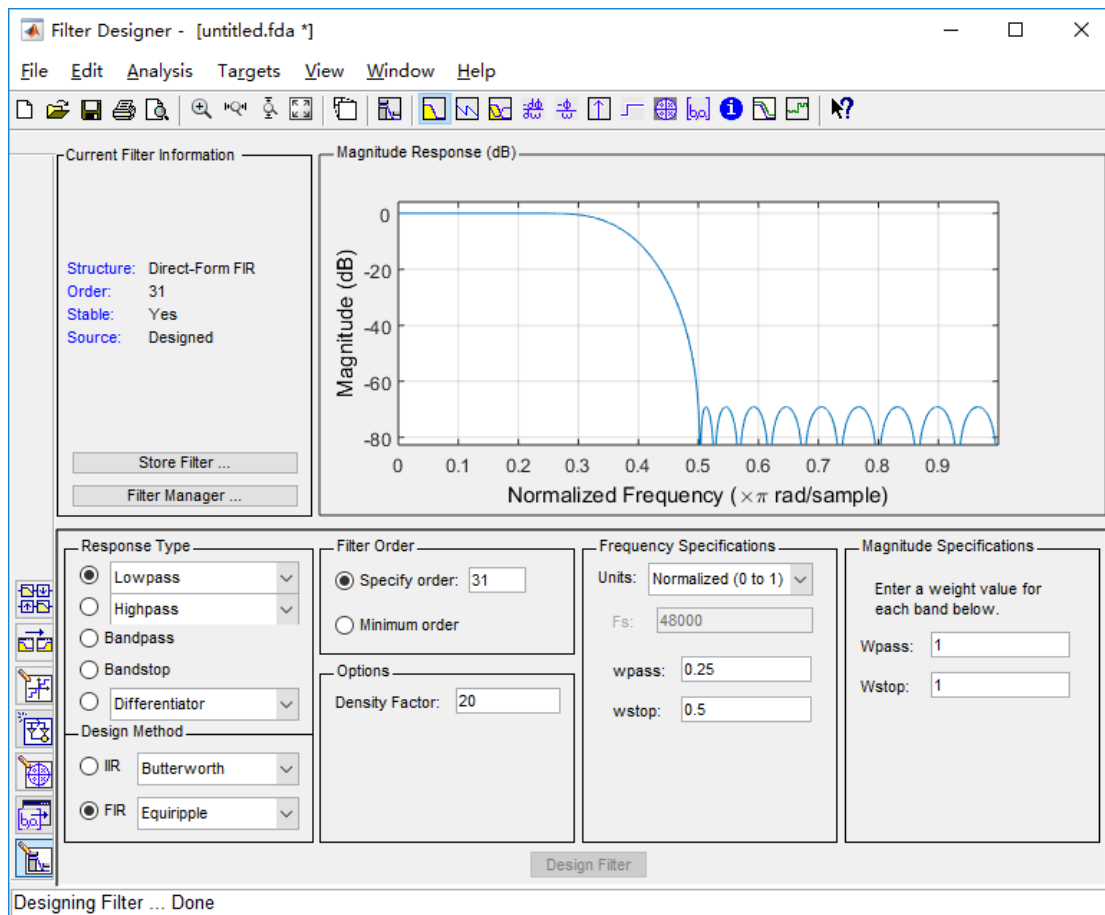 Filter Designer - [untitled.fda *]
File Edit Analysis Targets View Window Help
Current Filter Information
Structure: Direct-Form FIR
Order: 31
Stable: Yes
Source: Designed
Store Filter ...
Filter Manager ...
Magnitude Response (dB)
Magnitude (dB)
0
-20
-40
-60
-80
0 0.1 0.2 0.3 0.4 0.5 0.6 0.7 0.8 0.9
Normalized Frequency (×π rad/sample)
Response Type
Lowpass
Highpass
Bandpass
Bandstop
Differentiator
Design Method
IIR Butterworth
FIR Equiripple
Filter Order
Specify order: 31
Minimum order
Options
Density Factor: 20
Frequency Specifications
Units: Normalized (0 to 1)
Fs: 48000
wpass: 0.25
wstop: 0.5
Magnitude Specifications
Enter a weight value for
each band below.
Wpass: 1
Wstop: 1
Design Filter
Designing Filter ... Done